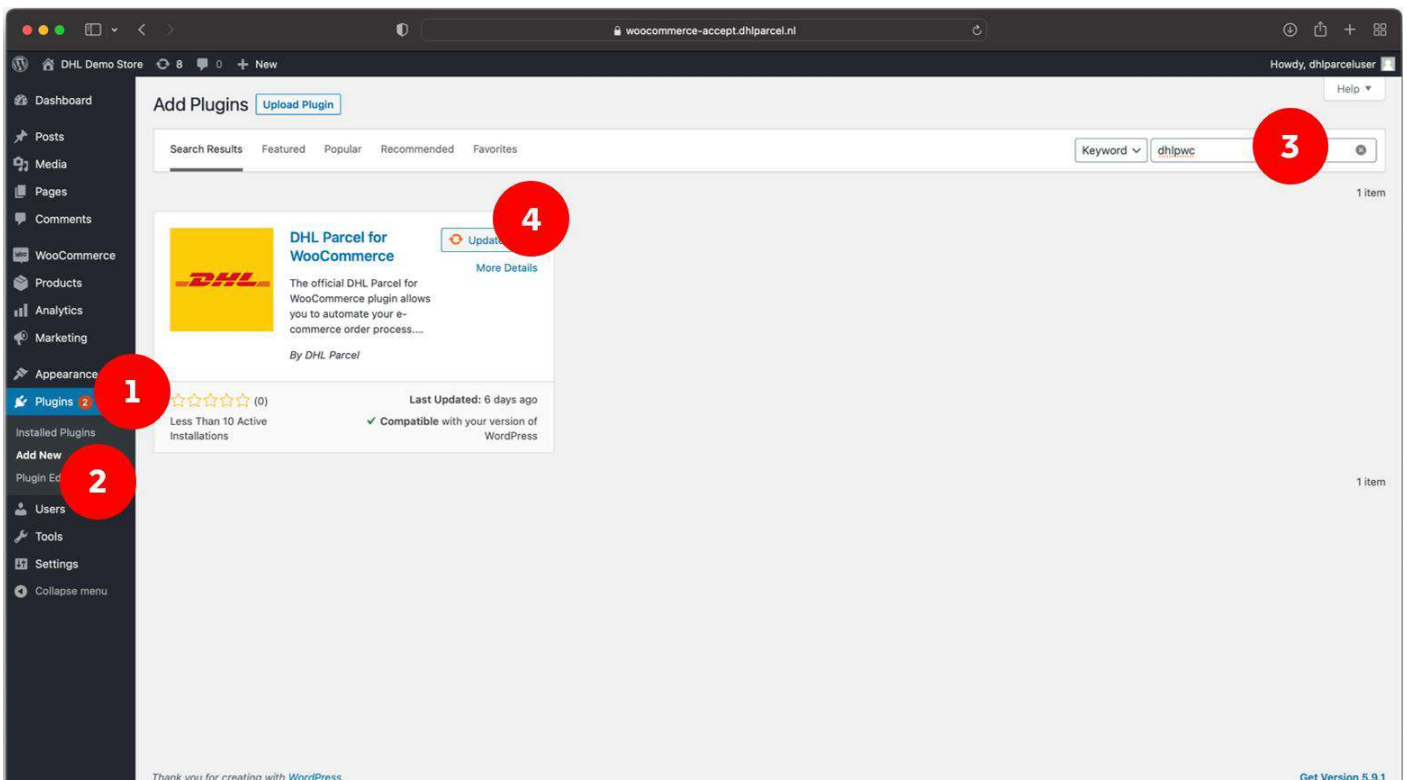 woocommerce-accept.dhlparcel.nl
DHL Demo Store 8 0 + New Howdy, dhlparceluser
Help
Dashboard
Posts
Media
Pages
Comments
WooCommerce
Products
Analytics
Marketing
Appearance
Plugins 2
1
Installed Plugins
Add New
Plugin
2
Users
Tools
Settings
Collapse menu
Add Plugins Upload Plugin
Search Results Featured Popular Recommended Favorites
Keyword dhlpwc
3
1 item
4
DHL
DHL Parcel for
WooCommerce
More Details
The official DHL Parcel for
WooCommerce plugin allows
you to automate your e-
commerce order process....
By DHL Parcel
(0)
Less Than 10 Active
Installations
Last Updated: 6 days ago
✓ Compatible with your version of
WordPress
1 item
Thank you for creating with WordPress.
Get Version 5.9.1